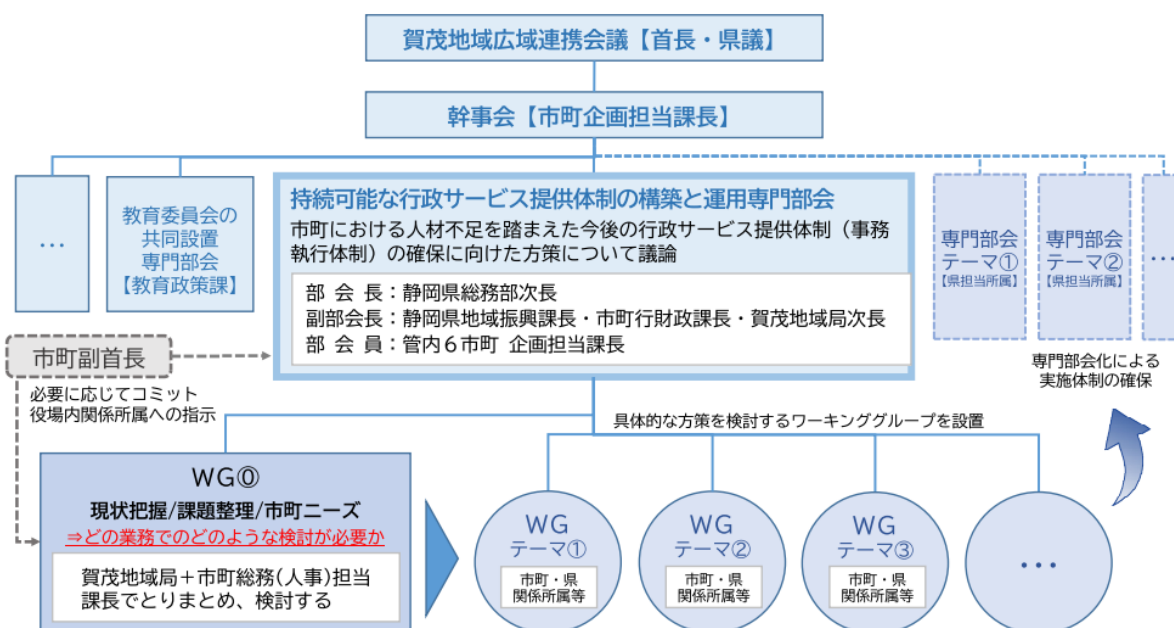 賀茂地域広域連携会議【首長・県議】
幹事会【市町企画担当課長】
…
教育委員会の
共同設置
専門部会
【教育政策課】
持続可能な行政サービス提供体制の構築と運用専門部会
市町における人材不足を踏まえた今後の行政サービス提供体制（事務
執行体制）の確保に向けた方策について議論
部 会 長：静岡県総務部次長
副部会長：静岡県地域振興課長・市町行財政課長・賀茂地域局次長
部 会 員：管内６市町 企画担当課長
専門部会
テーマ①
【県担当所属】
専門部会
テーマ②
【県担当所属】
…
市町副首長
必要に応じてコミット
役場内関係所属への指示
専門部会化による
実施体制の確保
具体的な方策を検討するワーキンググループを設置
WG⓪
現状把握/課題整理/市町ニーズ
⇒どの業務でのどのような検討が必要か
賀茂地域局＋市町総務(人事)担当
課長でとりまとめ、検討する
WG
テーマ①
市町・県
関係所属等
WG
テーマ②
市町・県
関係所属等
WG
テーマ③
市町・県
関係所属等
…